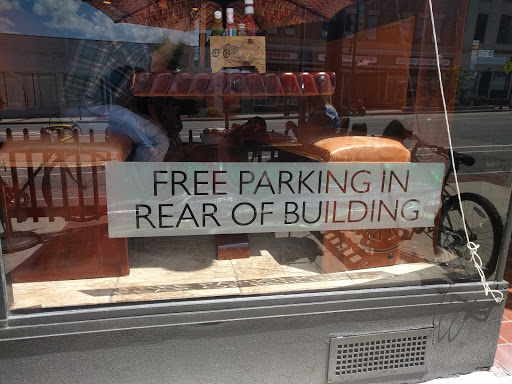 FREE PARKING IN
REAR OF BUILDING